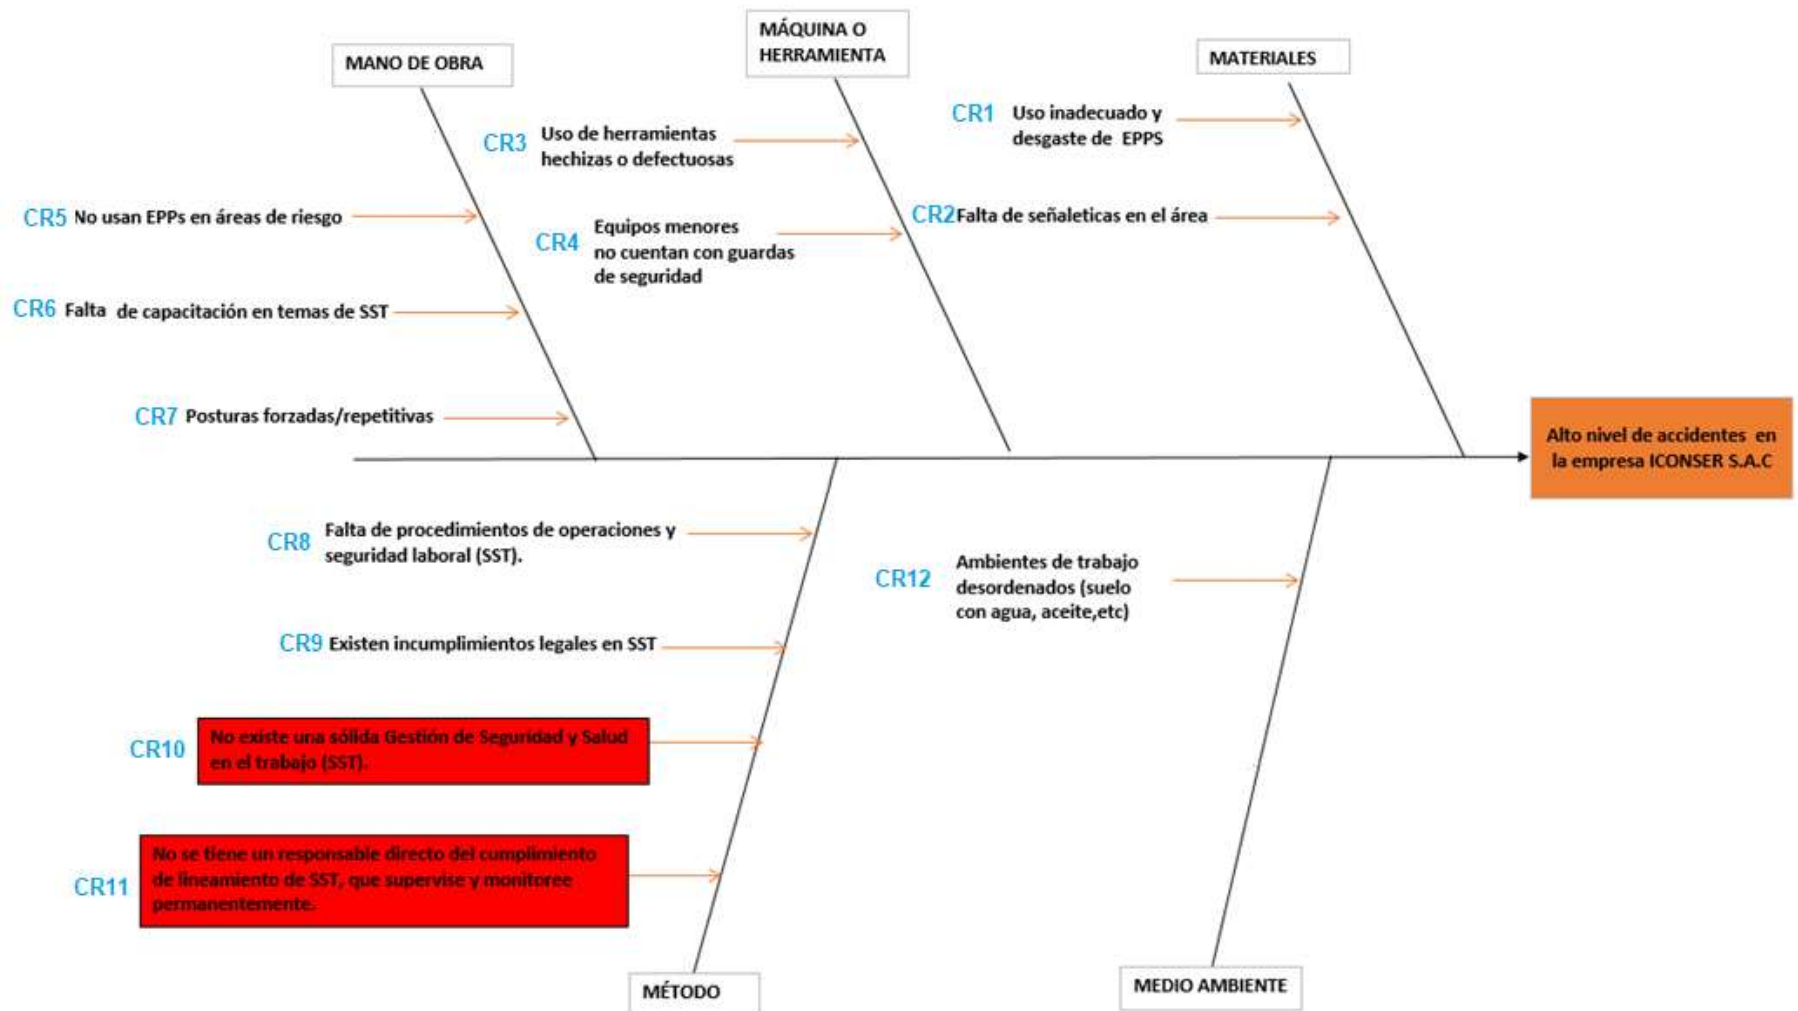 MANO DE OBRA
MÁQUINA O
HERRAMIENTA
MATERIALES
CR5 No usan EPPs en áreas de riesgo
CR6 Falta de capacitación en temas de SST
CR7 Posturas forzadas/repetitivas
CR3 Uso de herramientas
hechizas o defectuosas
CR4 Equipos menores
no cuentan con guardas
de seguridad
CR1 Uso inadecuado y
desgaste de EPPS
CR2 Falta de señaleticas en el área
Alto nivel de accidentes en
la empresa ICONSER S.A.C
CR8 Falta de procedimientos de operaciones y
seguridad laboral (SST).
CR9 Existen incumplimientos legales en SST
CR10 No existe una sólida Gestión de Seguridad y Salud
en el trabajo (SST).
CR11 No se tiene un responsable directo del cumplimiento
de lineamiento de SST, que supervise y monitoree
permanentemente.
CR12 Ambientes de trabajo
desordenados (suelo
con agua, aceite,etc)
MÉTODO
MEDIO AMBIENTE